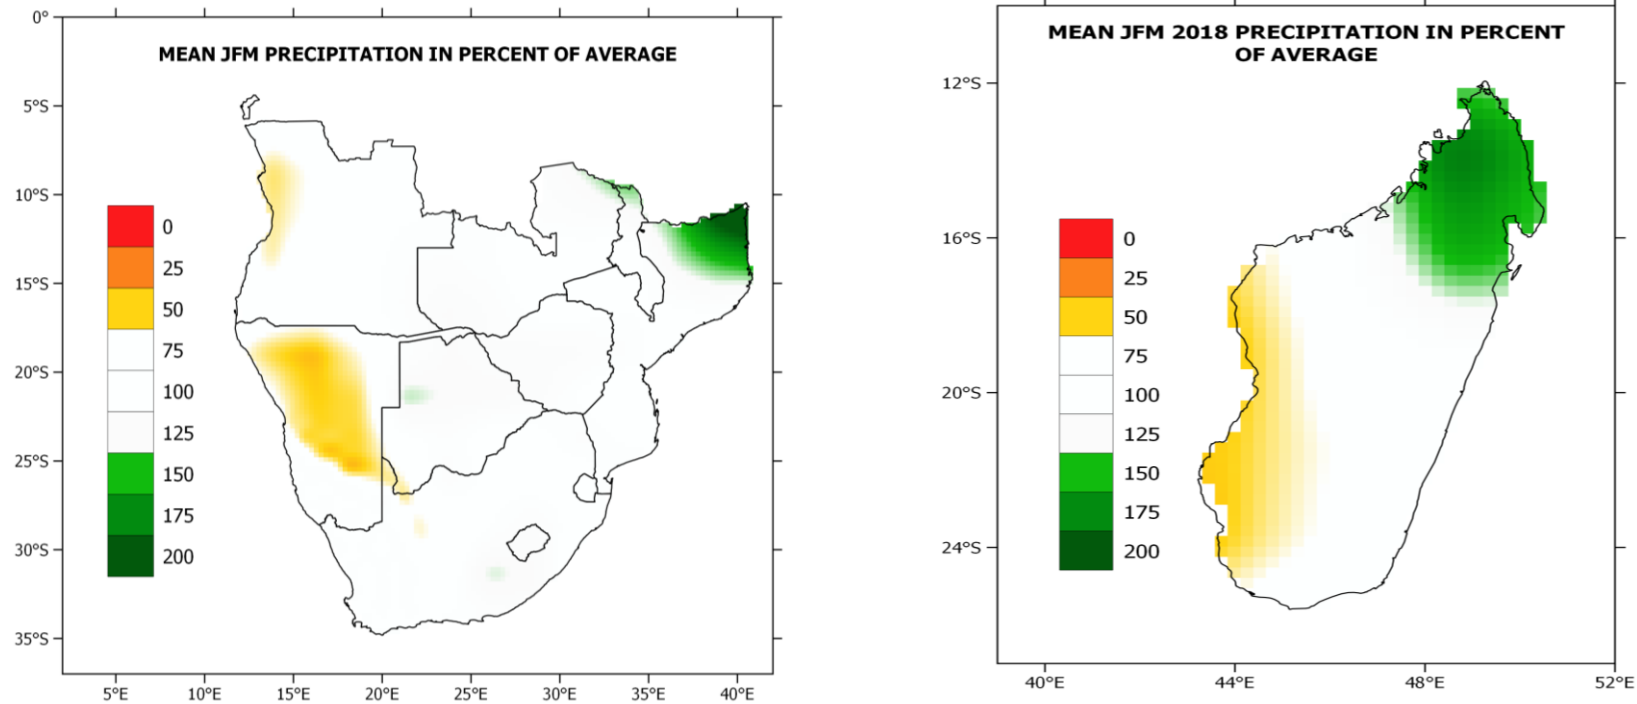 MEAN JFM PRECIPITATION IN PERCENT OF AVERAGE
0°
5°S
10°S
15°S
20°S
25°S
30°S
35°S
0
25
50
75
100
125
150
175
200
5°E
10°E
15°E
20°E
25°E
30°E
35°E
40°E
MEAN JFM 2018 PRECIPITATION IN PERCENT
OF AVERAGE
12°S
16°S
20°S
24°S
0
25
50
75
100
125
150
175
200
40°E
44°E
48°E
52°E